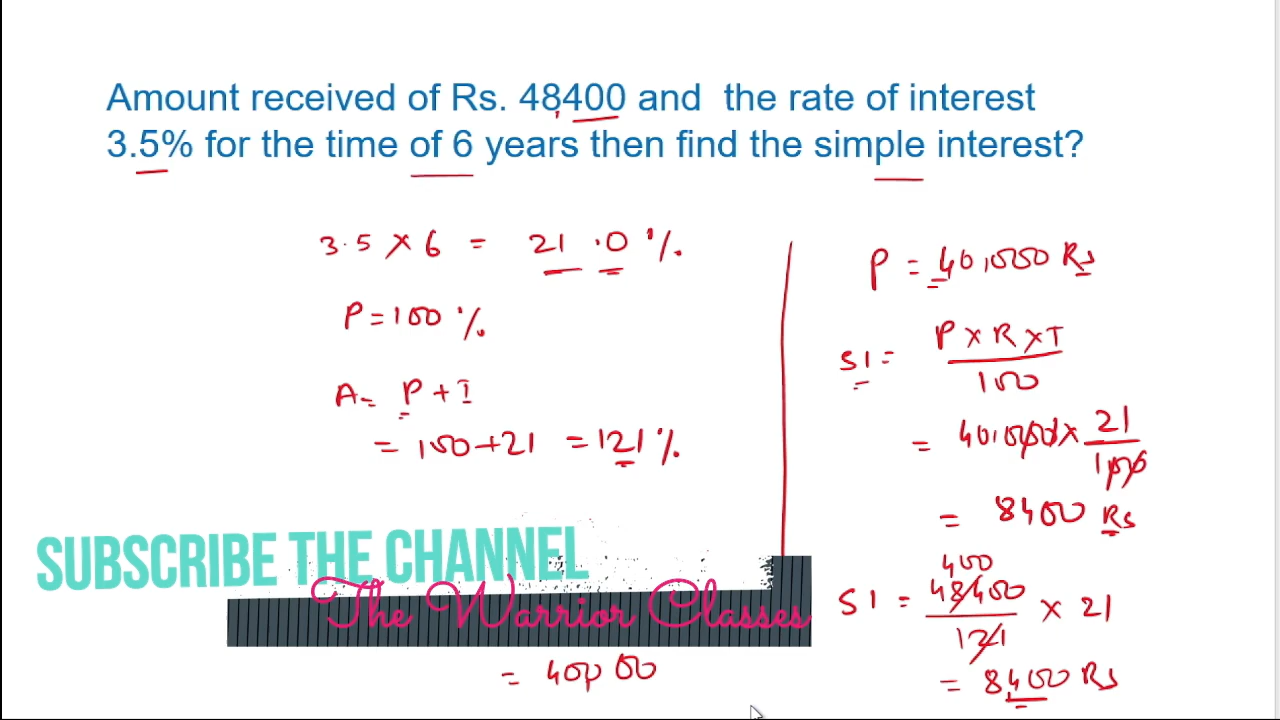 Amount received of Rs. 48400 and the rate of interest
3.5% for the time of 6 years then find the simple interest?
3.5 × 6 = 21.0 %
P = 100 %
A = P + I
= 100 + 21 = 121 %
SUBSCRIBE THE CHANNEL
The Warrior Classes
= 40,000
P = 40,000 Rs
SI = P × R × T
100
= 40,000 × 21
100
= 8400 Rs
400
SI = 48400 × 21
121
= 8400 Rs